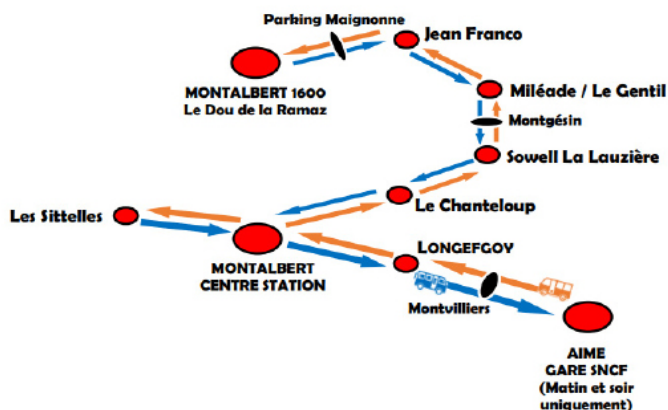 Parking Maignonne
Jean Franco
MONTALBERT 1600
Le Dou de la Ramaz
Miléade / Le Gentil
Montgésin
Sowell La Lauzière
Le Chanteloup
Les Sittelles
MONTALBERT
CENTRE STATION
LONGEFGOY
Montvilliers
AIME
GARE SNCF
(Matin et soir
uniquement)